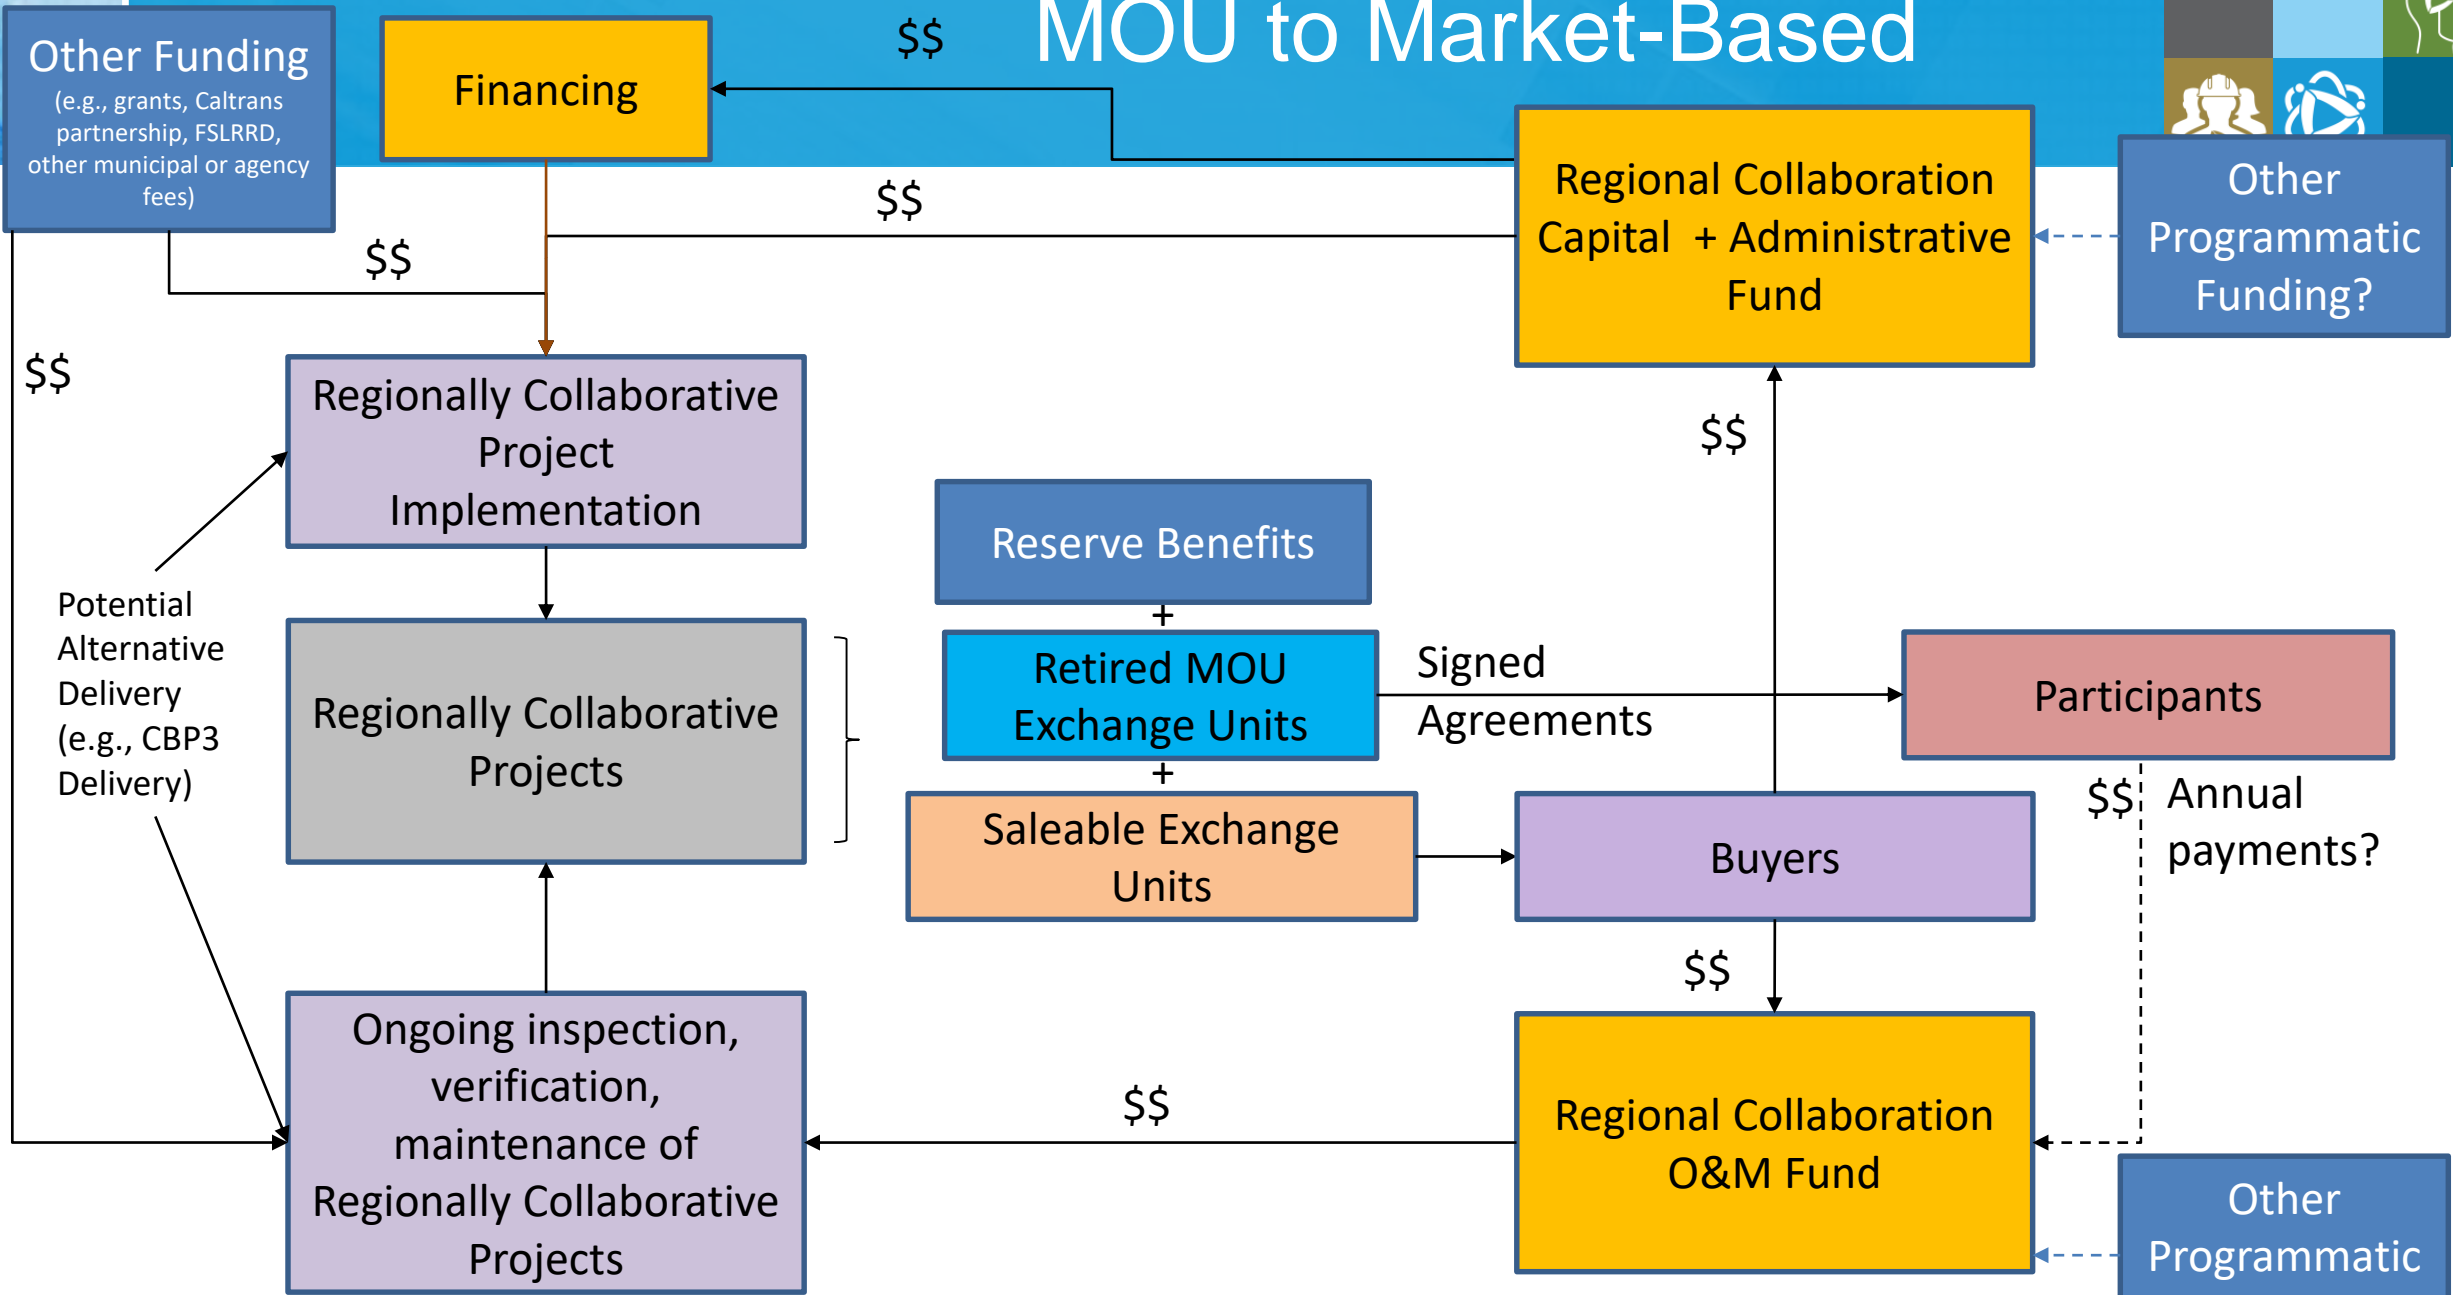 MOU to Market-Based
Other Funding
(e.g., grants, Caltrans
partnership, FSLRRD,
other municipal or agency
fees)
Financing
$$
Regional Collaboration
Capital + Administrative
Fund
Other
Programmatic
Funding?
$$
$$
$$
Regionally Collaborative
Project
Implementation
$$
Potential
Alternative
Delivery
(e.g., CBP3
Delivery)
Regionally Collaborative
Projects
Reserve Benefits
+
Retired MOU
Exchange Units
+
Saleable Exchange
Units
Signed
Agreements
Participants
Buyers
$$
Annual
payments?
$$
Ongoing inspection,
verification,
maintenance of
Regionally Collaborative
Projects
$$
Regional Collaboration
O&M Fund
Other
Programmatic